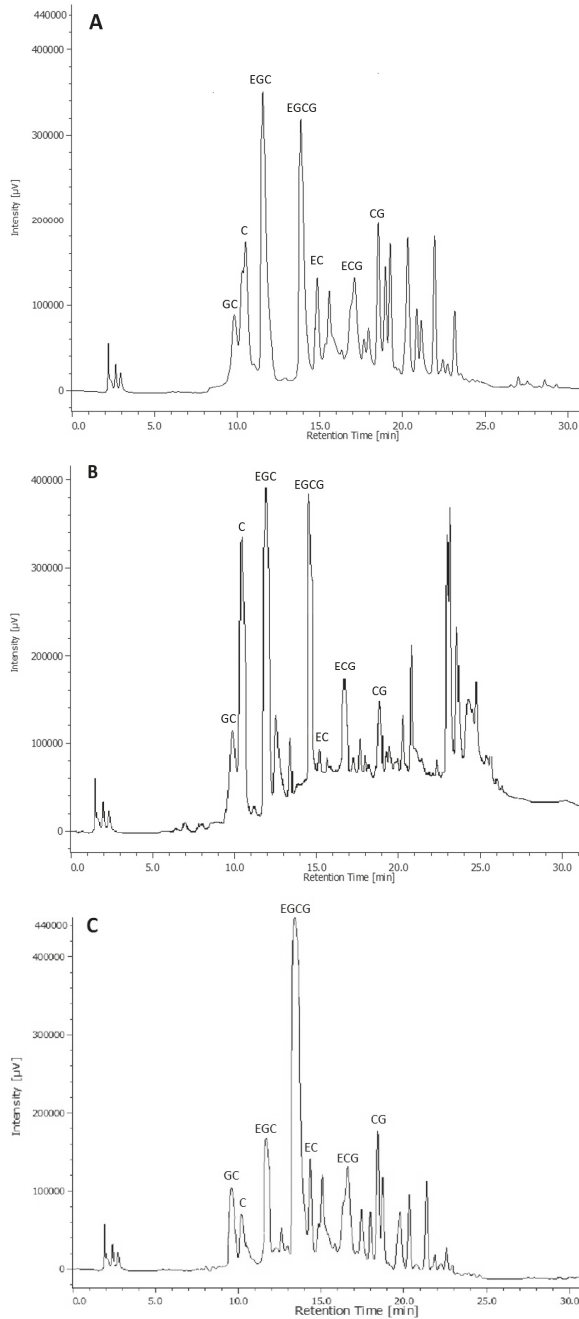 A
440000
400000
300000
200000
100000
0
Intensity [µV]
GC
C
EGC
EGCG
EC
ECG
CG
0.0 5.0 10.0 15.0 20.0 25.0 30.0
Retention Time [min]
B
400000
300000
200000
100000
0
Intensity [µV]
GC
C
EGC
EGCG
EC
ECG
CG
0.0 5.0 10.0 15.0 20.0 25.0 30.0
Retention Time [min]
C
440000
400000
300000
200000
100000
0
Intensity [µV]
GC
C
EGC
EGCG
EC
ECG
CG
0.0 5.0 10.0 15.0 20.0 25.0 30.0
Retention Time [min]